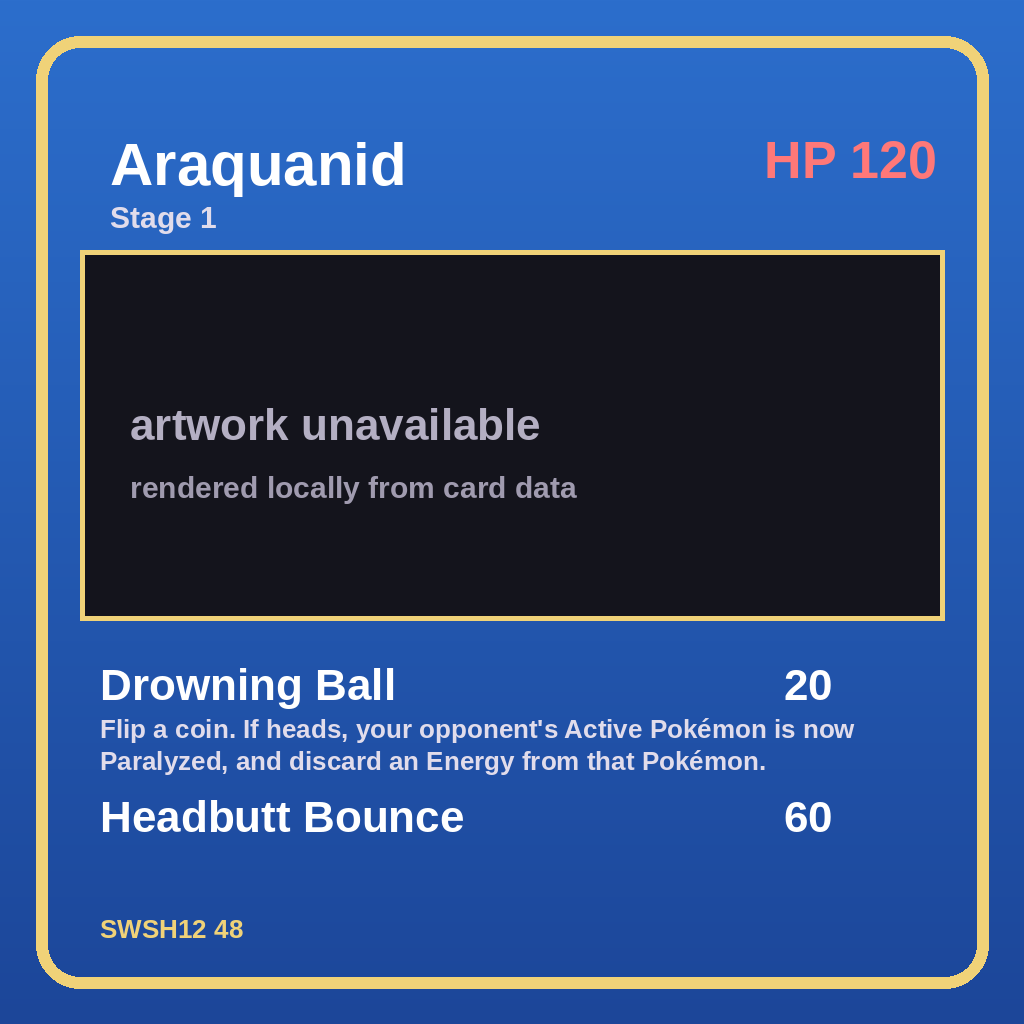 Araquanid
HP 120
Stage 1
artwork unavailable
rendered locally from card data
Drowning Ball 20
Flip a coin. If heads, your opponent's Active Pokémon is now
Paralyzed, and discard an Energy from that Pokémon.
Headbutt Bounce 60
SWSH12 48